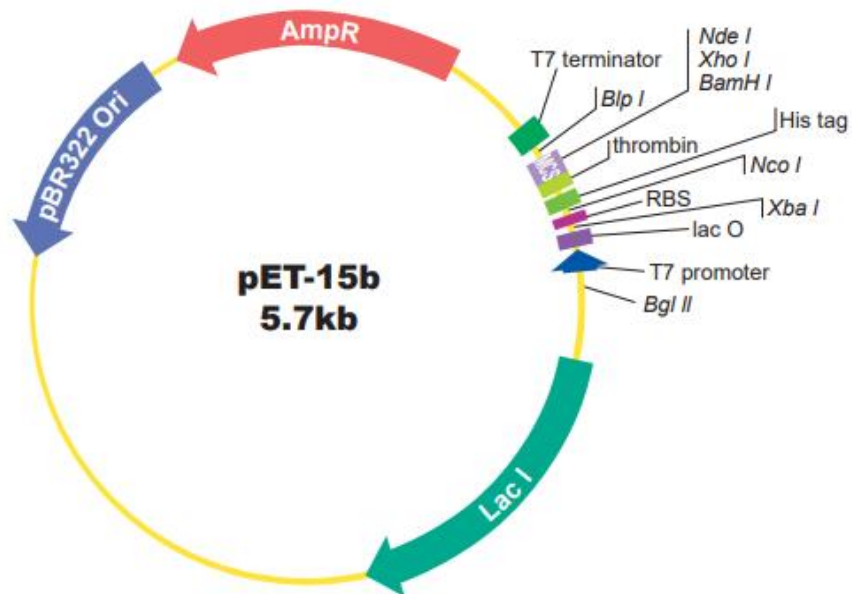 AmpR
pBR322 Ori
T7 terminator
Blp I
Nde I
Xho I
BamH I
His tag
thrombin
MCS
Nco I
RBS
Xba I
lac O
T7 promoter
Bgl II
pET-15b
5.7kb
Lac I